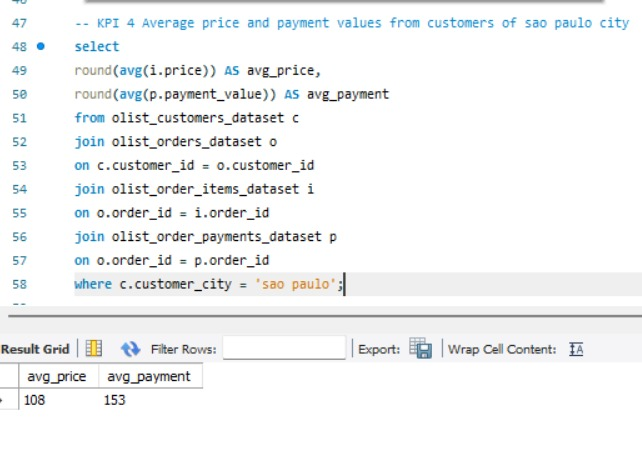 47 -- KPI 4 Average price and payment values from customers of sao paulo city
48 select
49 round(avg(i.price)) AS avg_price,
50 round(avg(p.payment_value)) AS avg_payment
51 from olist_customers_dataset c
52 join olist_orders_dataset o
53 on c.customer_id = o.customer_id
54 join olist_order_items_dataset i
55 on o.order_id = i.order_id
56 join olist_order_payments_dataset p
57 on o.order_id = p.order_id
58 where c.customer_city = 'sao paulo';
Result Grid Filter Rows: Export: Wrap Cell Content:
avg_price avg_payment
108 153